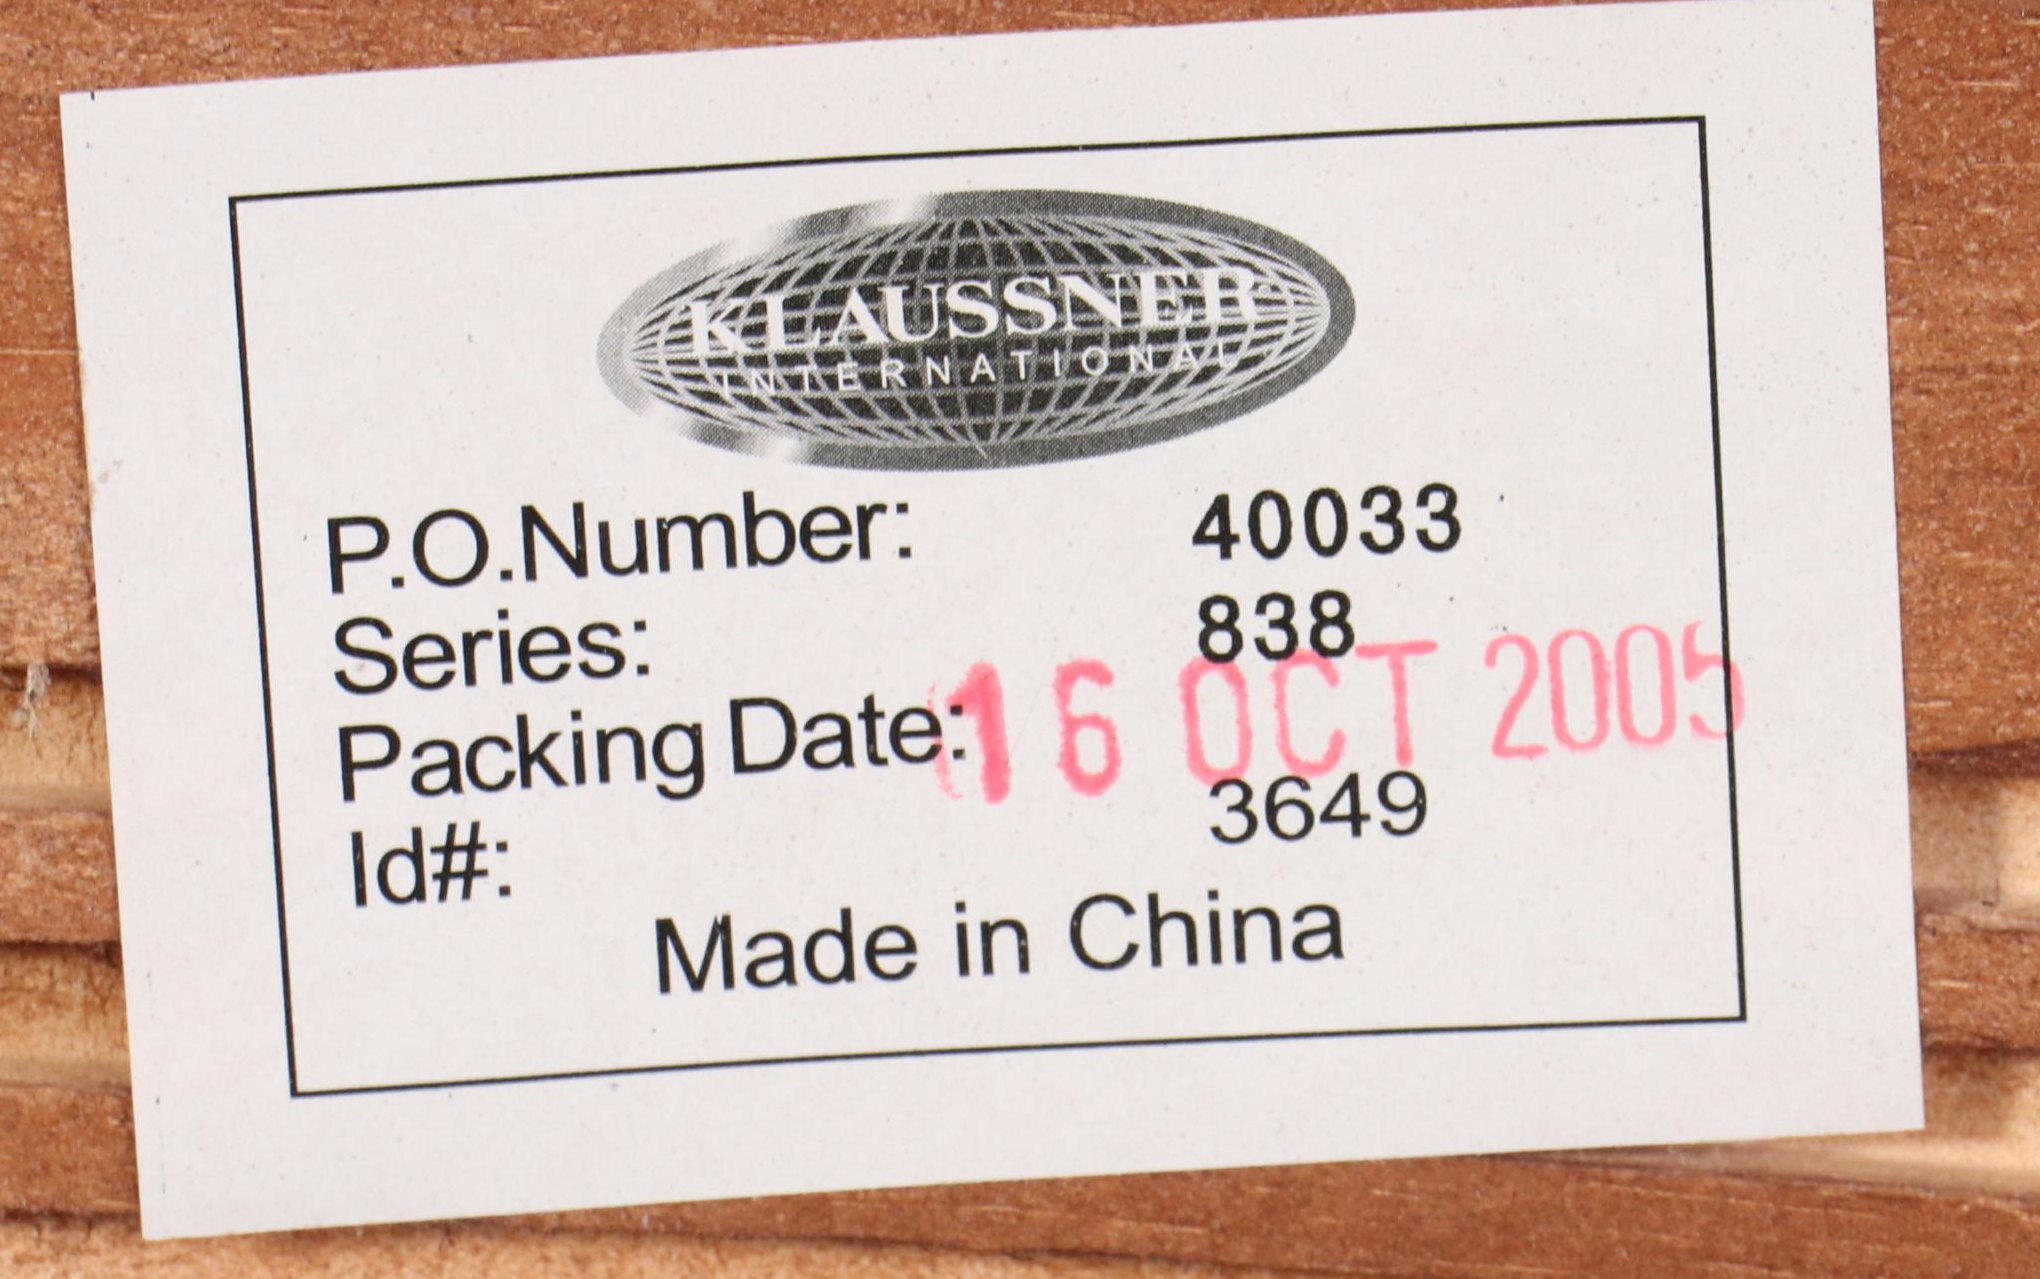 KLAUSSNER
INTERNATIONAL
P.O.Number: 40033
Series: 838
Packing Date: 16 OCT 2005
Id#: 3649
Made in China